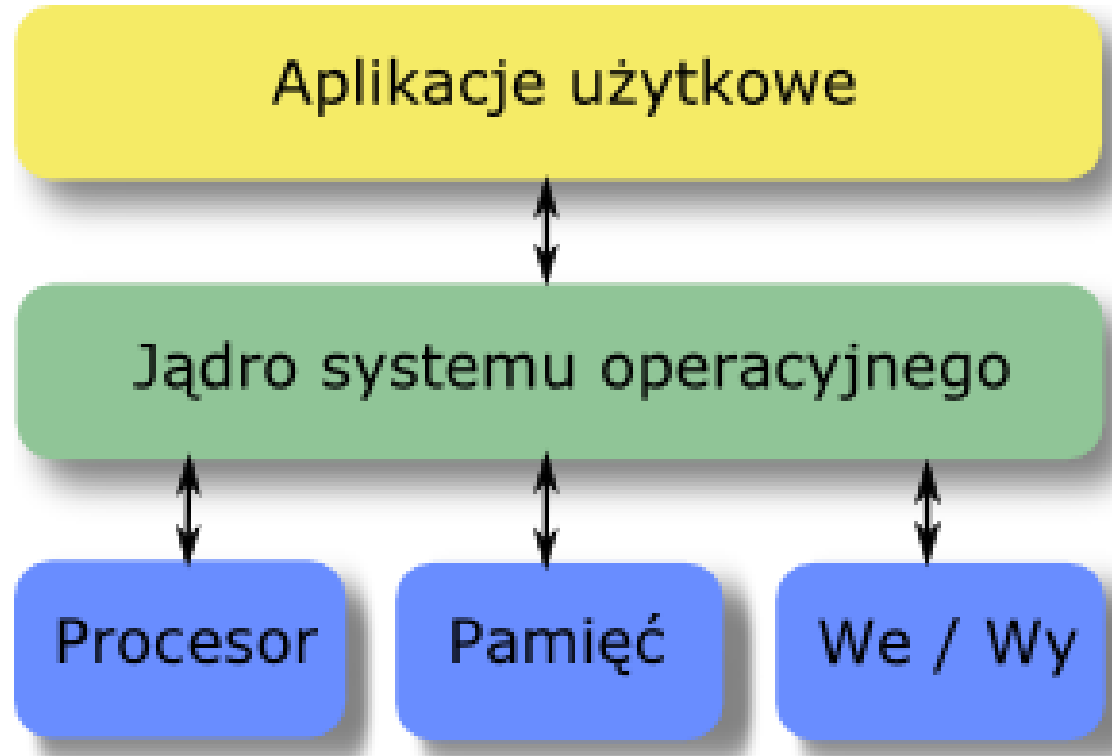 Aplikacje użytkowe
Jądro systemu operacyjnego
Procesor
Pamięć
We / Wy